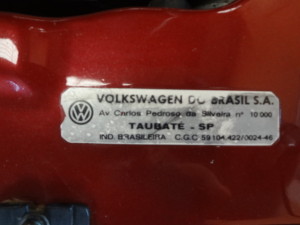 VOLKSWAGEN DO BRASIL S.A.
Av Carlos Pedroso da Silveira nº 10 000
TAUBATE - SP
IND. BRASILEIRA C.G.C 59.104.422/0024-46